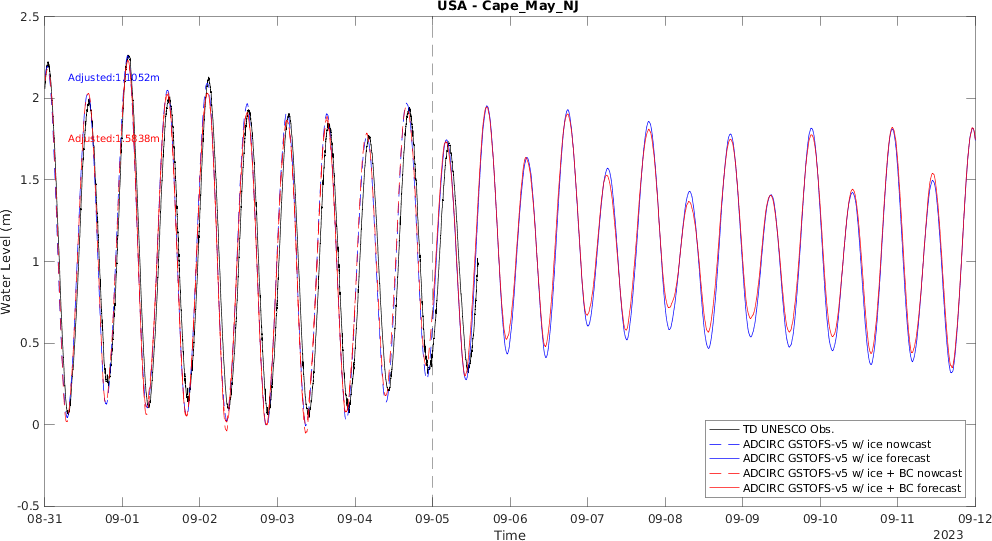 USA - Cape_May_NJ
2.5
2
1.5
1
0.5
0
-0.5
Water Level (m)
Adjusted:1.1052m
Adjusted:1.5838m
TD UNESCO Obs.
ADCIRC GSTOFS-v5 w/ ice nowcast
ADCIRC GSTOFS-v5 w/ ice forecast
ADCIRC GSTOFS-v5 w/ ice + BC nowcast
ADCIRC GSTOFS-v5 w/ ice + BC forecast
08-31 09-01 09-02 09-03 09-04 09-05 09-06 09-07 09-08 09-09 09-10 09-11 09-12
Time
2023